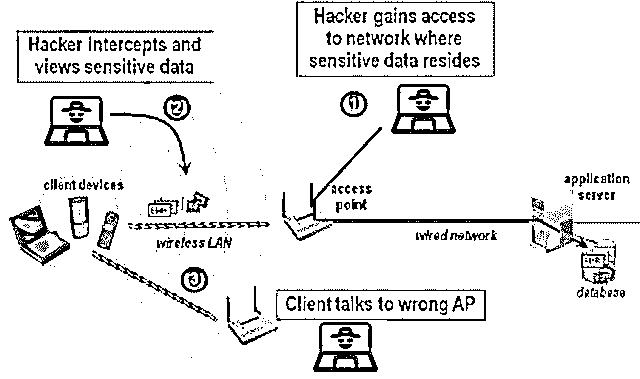 Hacker intercepts and
views sensitive data
Hacker gains access
to network where
sensitive data resides
2
1
client devices
access
point
application
server
wireless LAN
wired network
database
3
Client talks to wrong AP